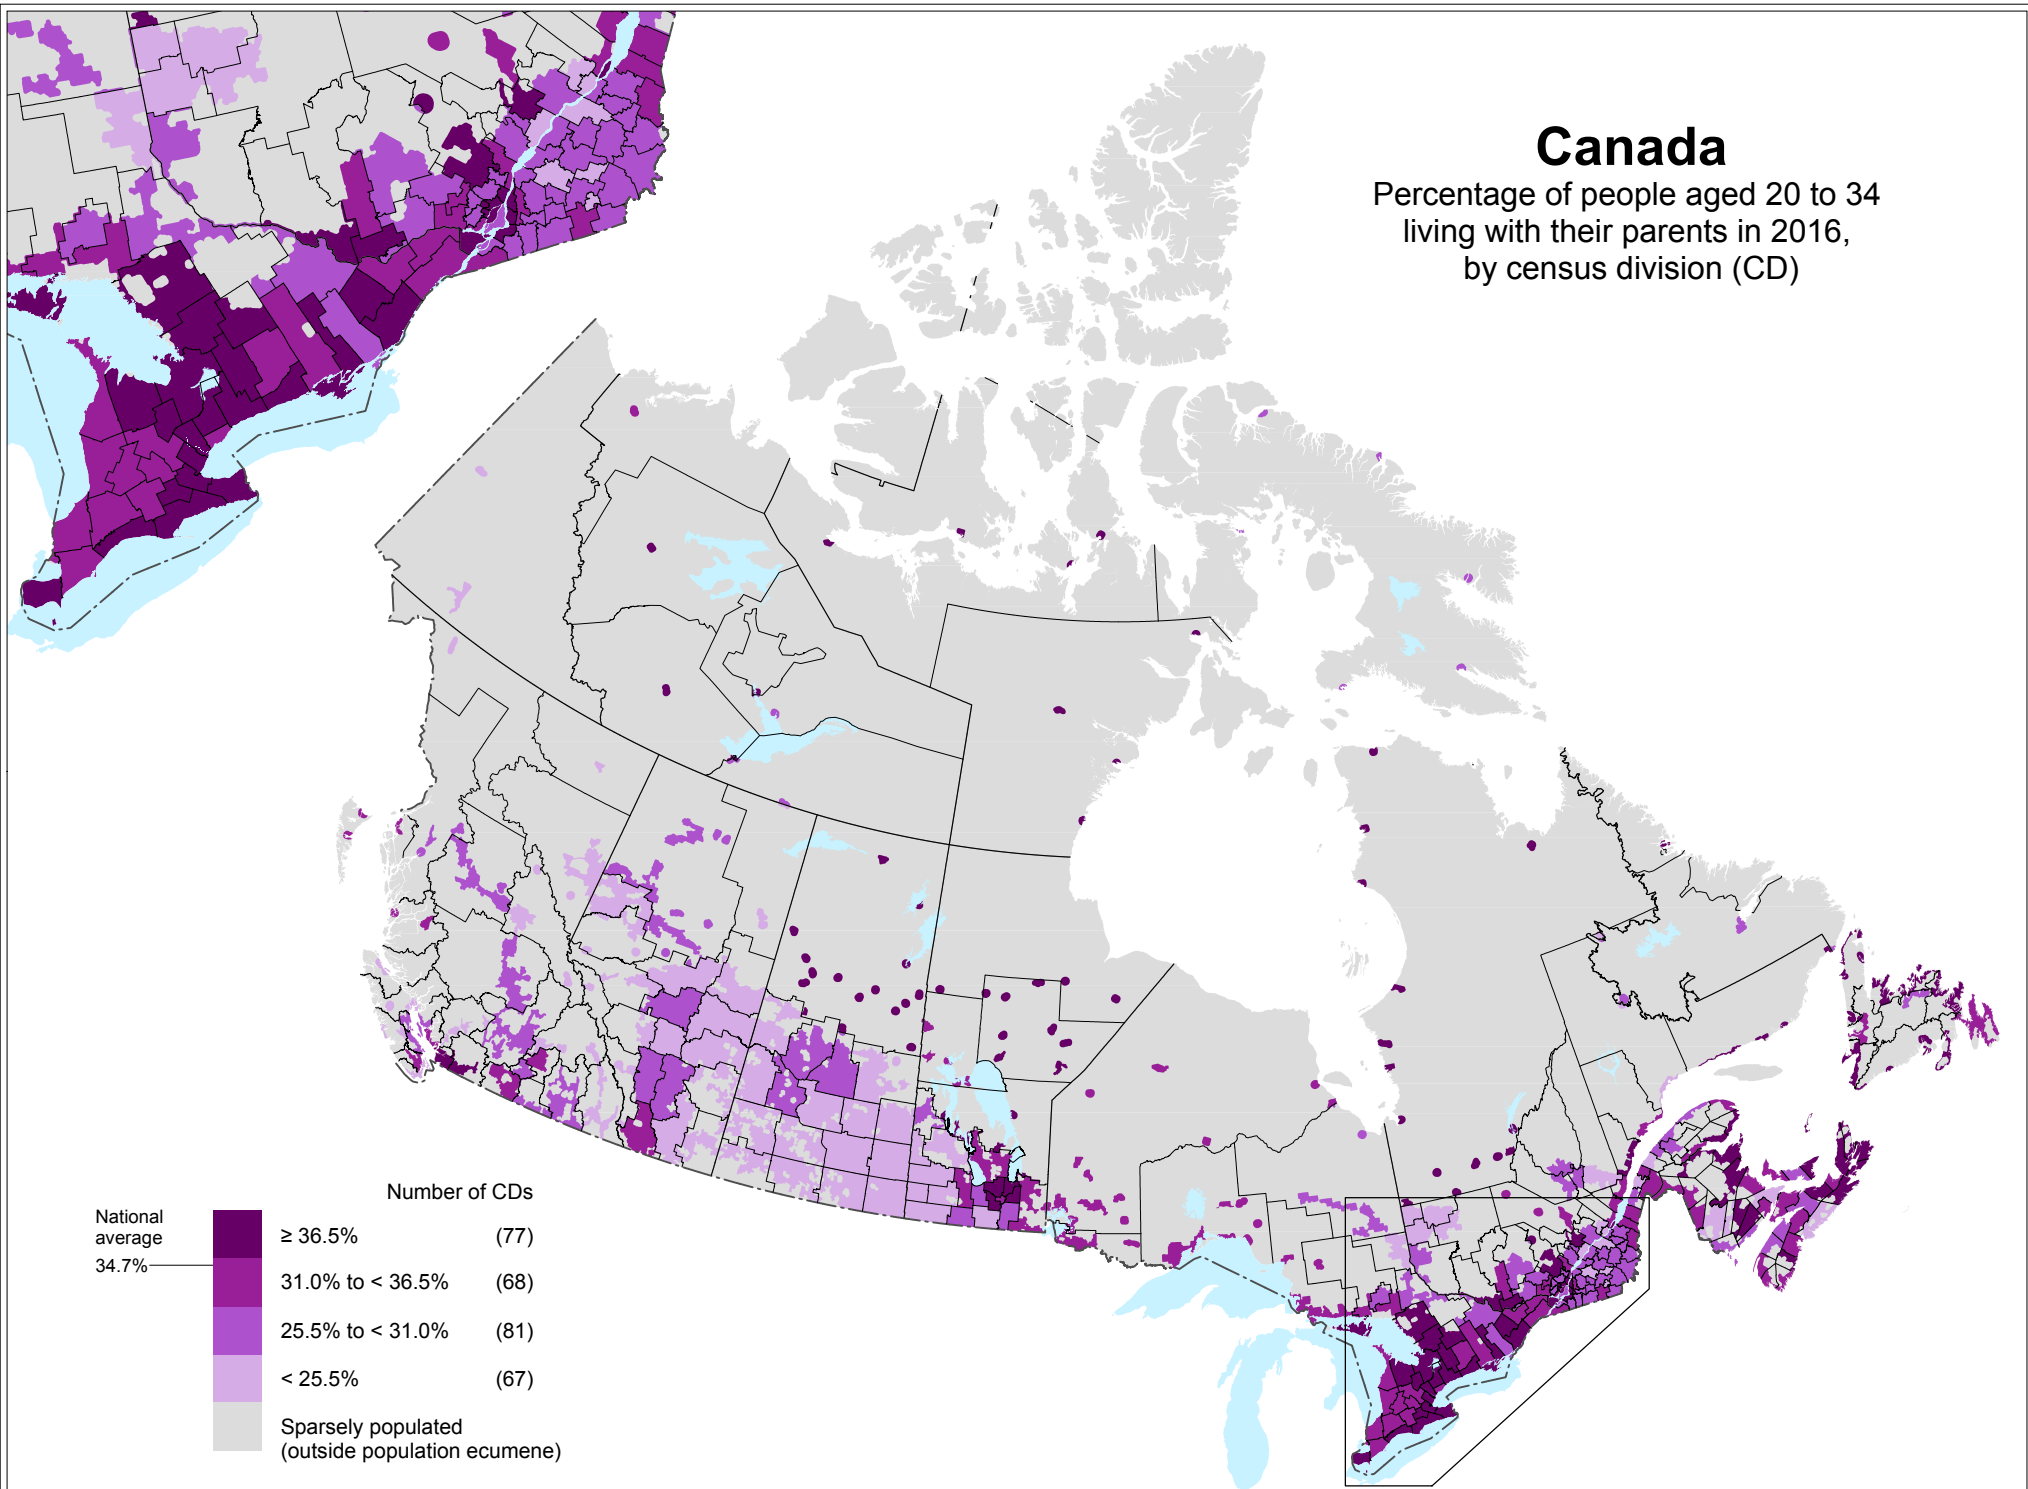 Canada
Percentage of people aged 20 to 34
living with their parents in 2016,
by census division (CD)
Number of CDs
National
average
34.7%
≥ 36.5% (77)
31.0% to < 36.5% (68)
25.5% to < 31.0% (81)
< 25.5% (67)
Sparsely populated
(outside population ecumene)